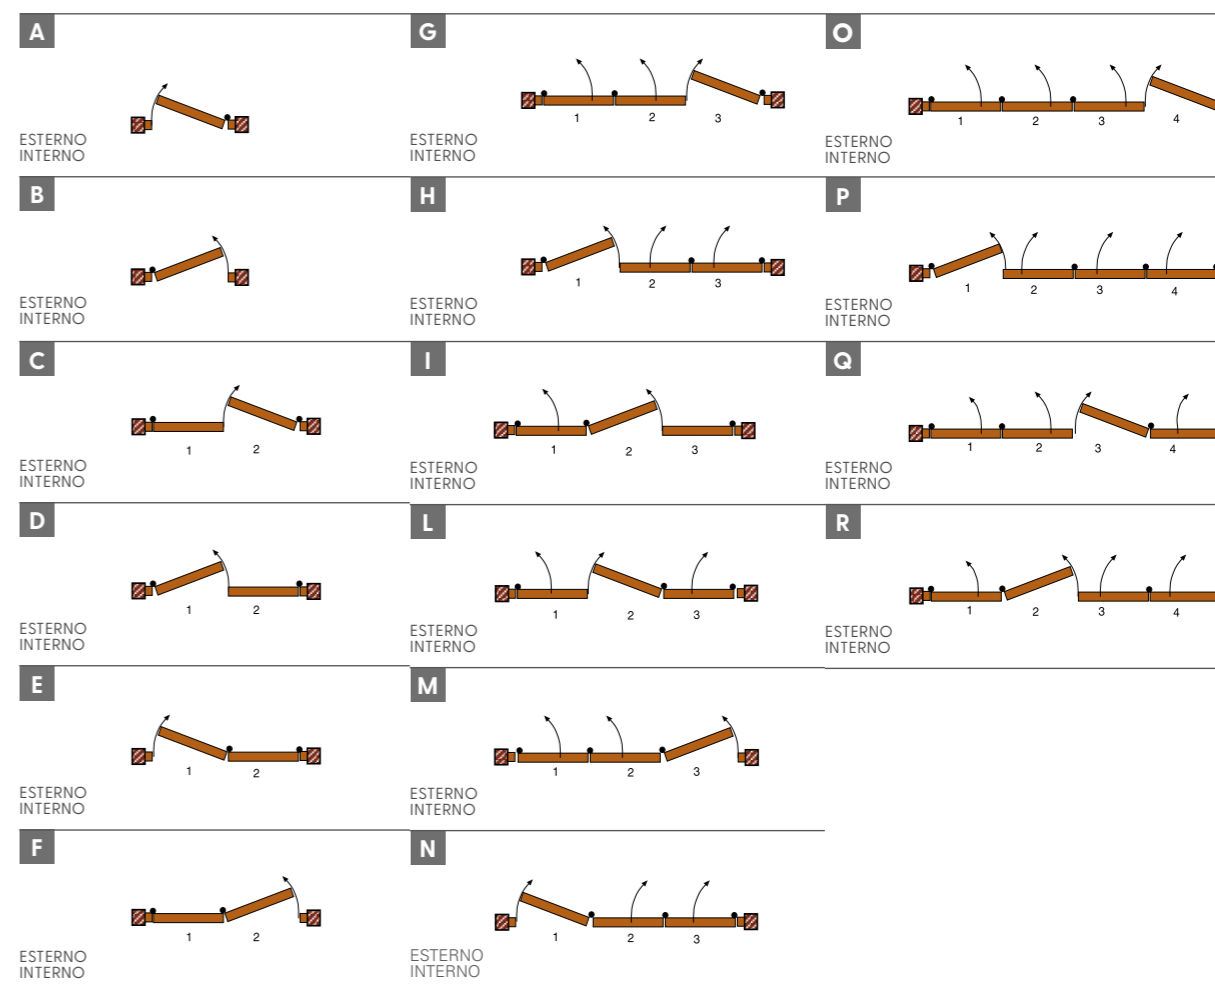 A
ESTERNO
INTERNO
B
ESTERNO
INTERNO
C
1 2
ESTERNO
INTERNO
D
1 2
ESTERNO
INTERNO
E
1 2
ESTERNO
INTERNO
F
1 2
ESTERNO
INTERNO
G
1 2 3
ESTERNO
INTERNO
H
1 2 3
ESTERNO
INTERNO
I
1 2 3
ESTERNO
INTERNO
L
1 2 3
ESTERNO
INTERNO
M
1 2 3
ESTERNO
INTERNO
N
1 2 3
ESTERNO
INTERNO
O
1 2 3 4
ESTERNO
INTERNO
P
1 2 3 4
ESTERNO
INTERNO
Q
1 2 3 4
ESTERNO
INTERNO
R
1 2 3 4
ESTERNO
INTERNO